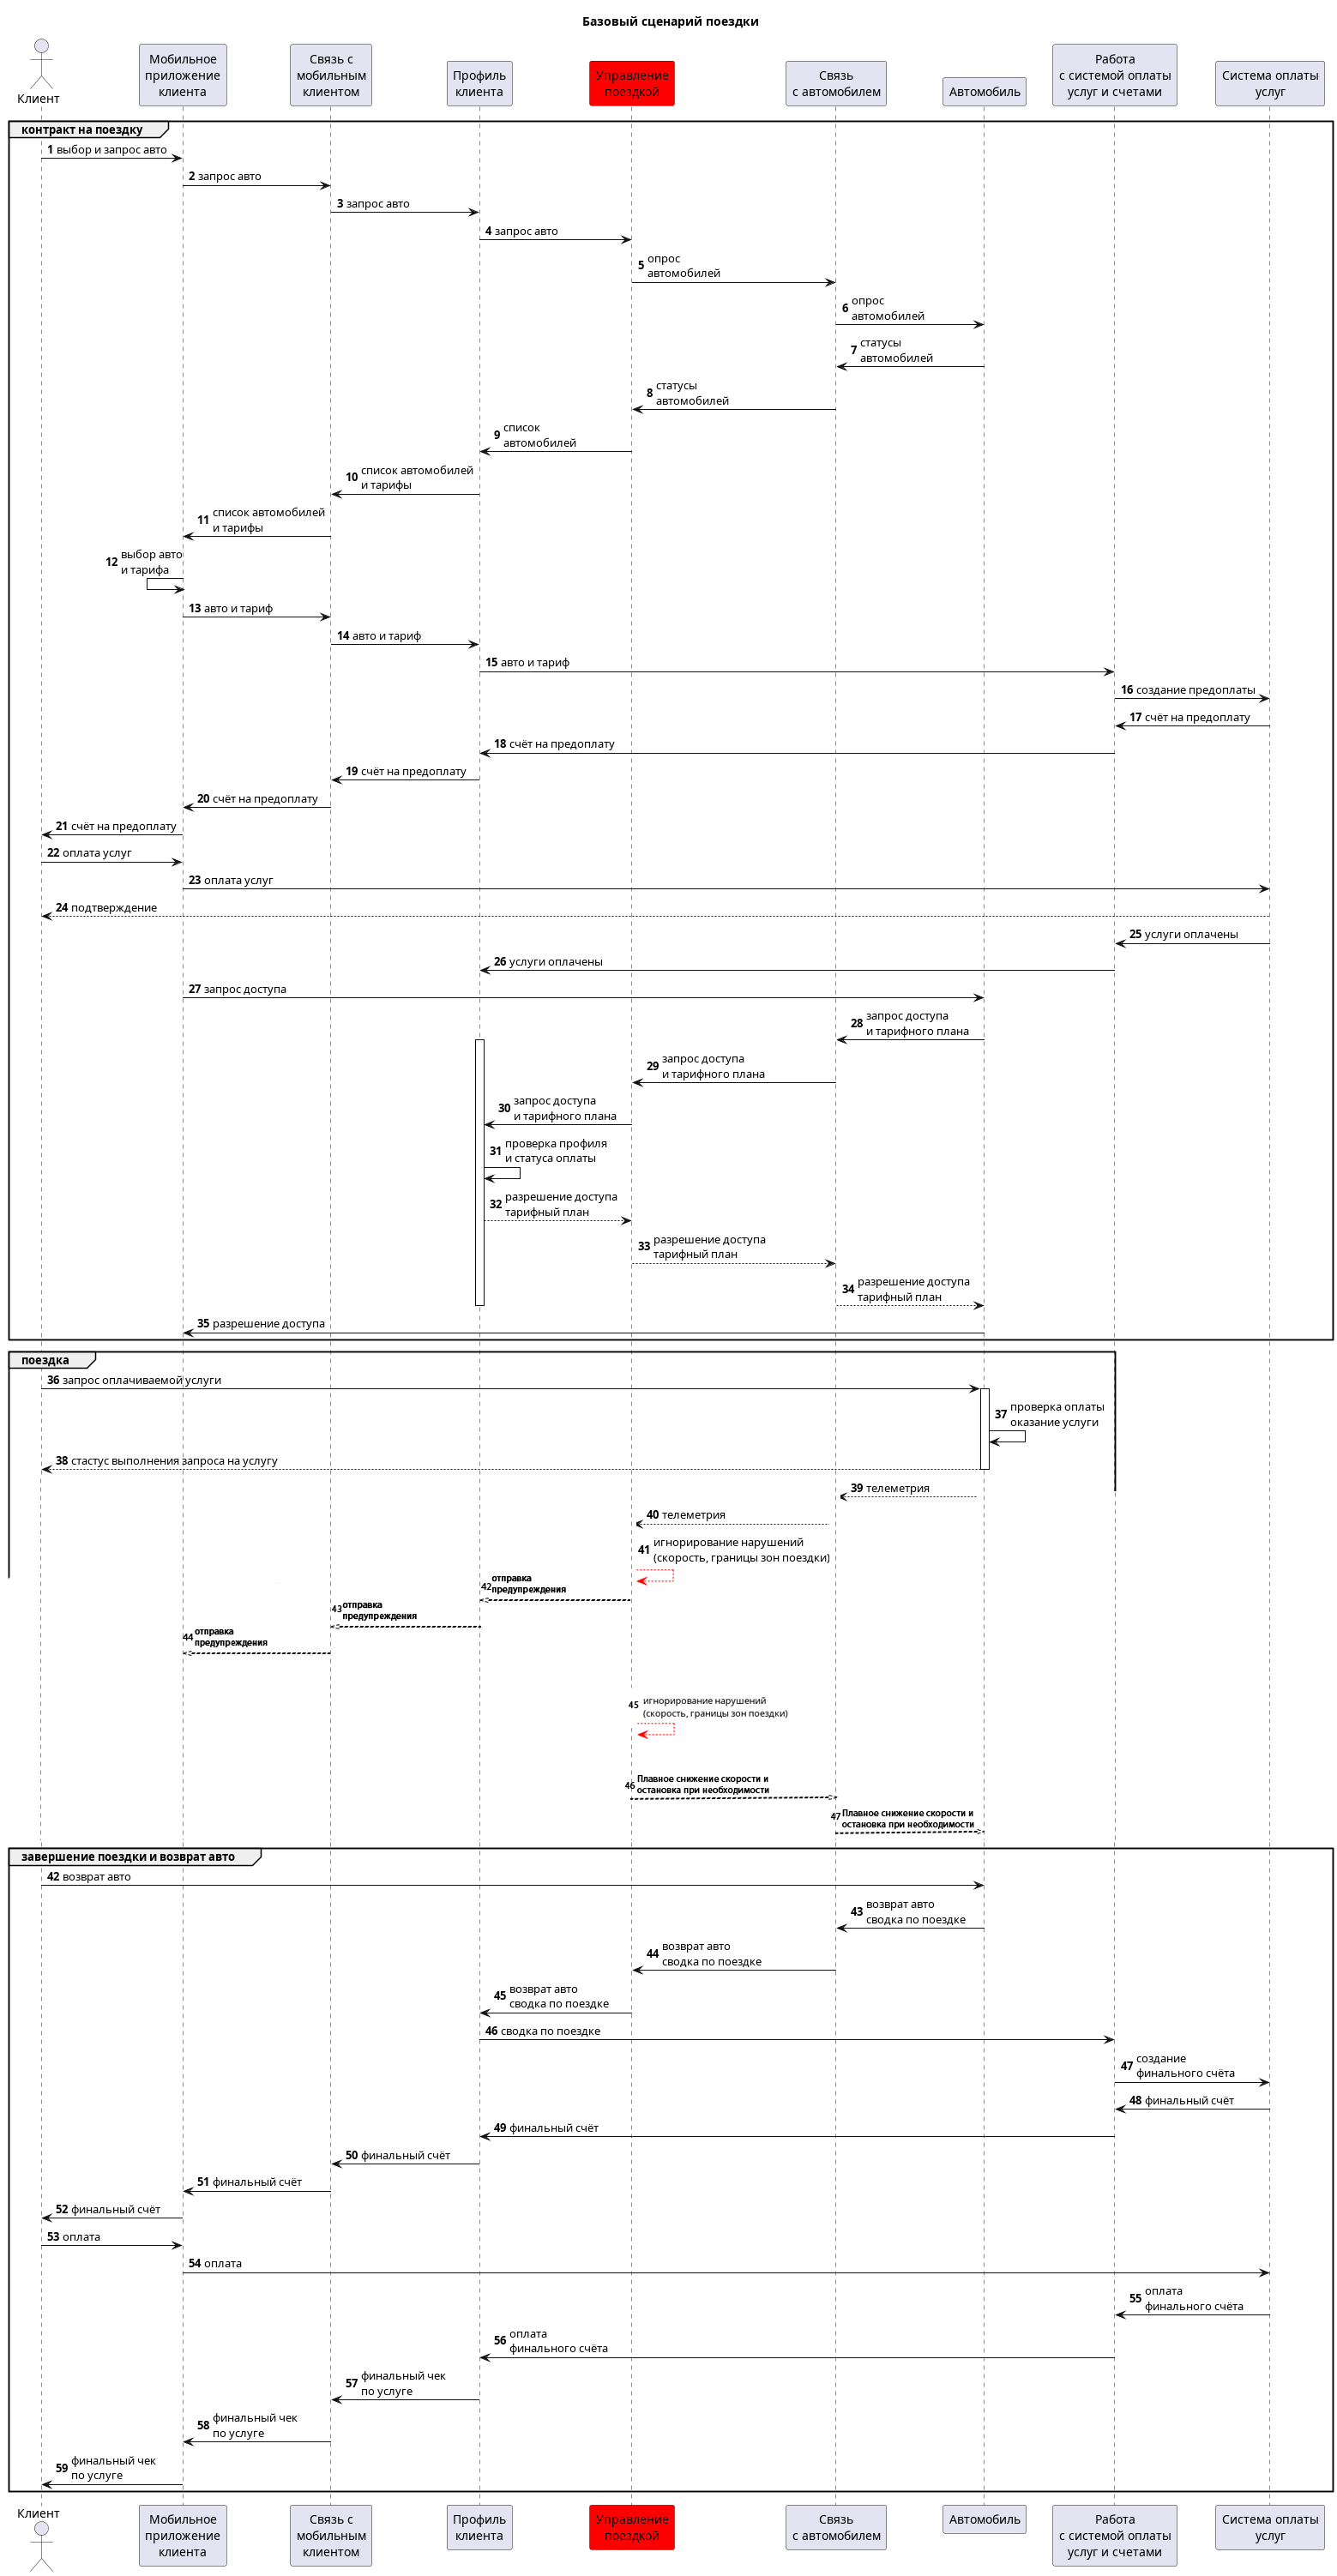 Базовый сценарий поездки
Клиент
Мобильное
приложение
клиента
Связь с
мобильным
клиентом
Профиль
клиента
Управление
поездкой
Связь
с автомобилем
Автомобиль
Работа
с системой оплаты
услуг и счетами
Система оплаты
услуг
контракт на поездку
1 выбор и запрос авто
2 запрос авто
3 запрос авто
4 запрос авто
5 опрос
автомобилей
6 опрос
автомобилей
7 статусы
автомобилей
8 статусы
автомобилей
9 список
автомобилей
10 список автомобилей
и тарифы
11 список автомобилей
и тарифы
12 выбор авто
и тарифа
13 авто и тариф
14 авто и тариф
15 авто и тариф
16 создание предоплаты
17 счёт на предоплату
18 счёт на предоплату
19 счёт на предоплату
20 счёт на предоплату
21 счёт на предоплату
22 оплата услуг
23 оплата услуг
24 подтверждение
25 услуги оплачены
26 услуги оплачены
27 запрос доступа
28 запрос доступа
и тарифного плана
29 запрос доступа
и тарифного плана
30 запрос доступа
и тарифного плана
31 проверка профиля
и статуса оплаты
32 разрешение доступа
тарифный план
33 разрешение доступа
тарифный план
34 разрешение доступа
тарифный план
35 разрешение доступа
поездка
36 запрос оплачиваемой услуги
37 проверка оплаты
оказание услуги
38 стастус выполнения запроса на услугу
39 телеметрия
40 телеметрия
41 игнорирование нарушений
(скорость, границы зон поездки)
42 отправка
предупреждения
43 отправка
предупреждения
44 отправка
предупреждения
45 игнорирование нарушений
(скорость, границы зон поездки)
46 Плавное снижение скорости и
остановка при необходимости
47 Плавное снижение скорости и
остановка при необходимости
завершение поездки и возврат авто
42 возврат авто
43 возврат авто
сводка по поездке
44 возврат авто
сводка по поездке
45 возврат авто
сводка по поездке
46 сводка по поездке
47 создание
финального счёта
48 финальный счёт
49 финальный счёт
50 финальный счёт
51 финальный счёт
52 финальный счёт
53 оплата
54 оплата
55 оплата
финального счёта
56 оплата
финального счёта
57 финальный чек
по услуге
58 финальный чек
по услуге
59 финальный чек
по услуге
Клиент
Мобильное
приложение
клиента
Связь с
мобильным
клиентом
Профиль
клиента
Управление
поездкой
Связь
с автомобилем
Автомобиль
Работа
с системой оплаты
услуг и счетами
Система оплаты
услуг